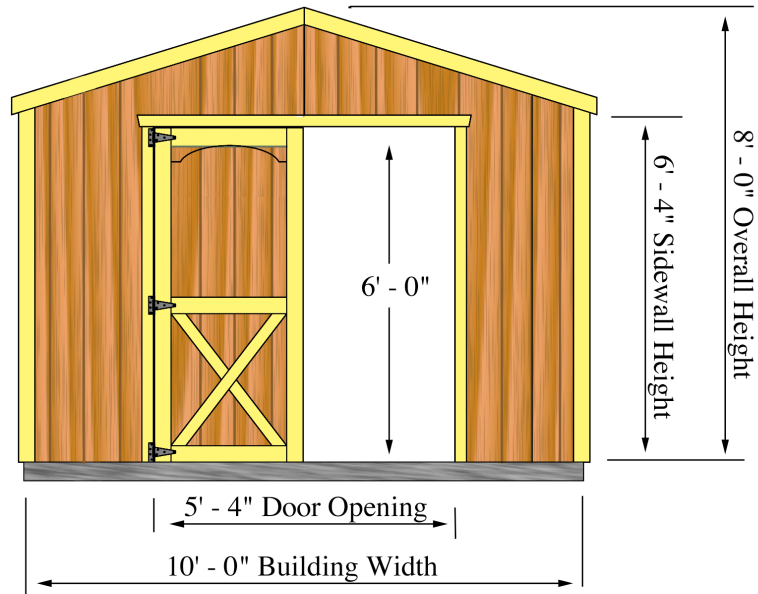 8' - 0" Overall Height
6' - 4" Sidewall Height
6' - 0"
5' - 4" Door Opening
10' - 0" Building Width